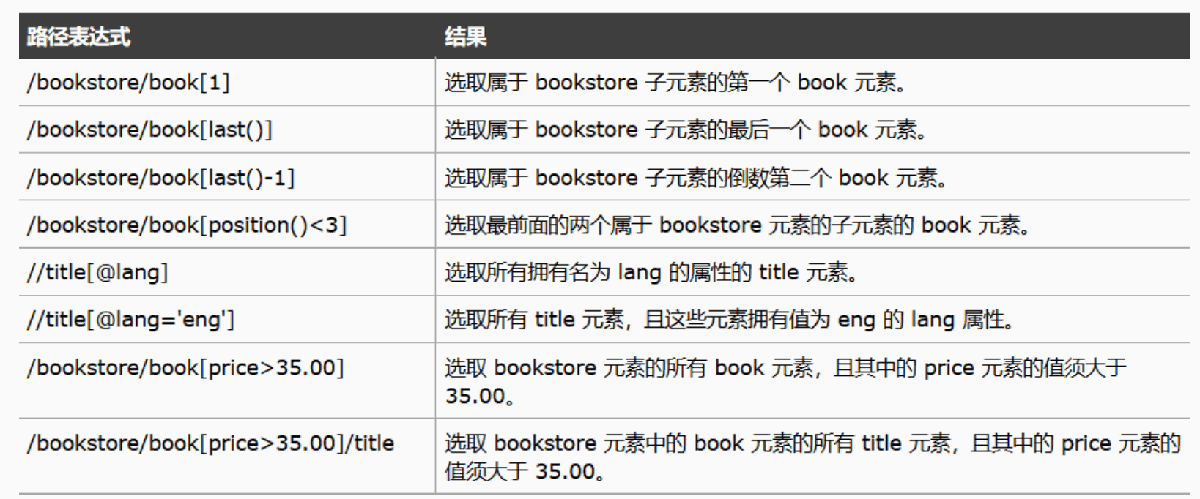 路径表达式 结果
/bookstore/book[1] 选取属于 bookstore 子元素的第一个 book 元素。
/bookstore/book[last()] 选取属于 bookstore 子元素的最后一个 book 元素。
/bookstore/book[last()-1] 选取属于 bookstore 子元素的倒数第二个 book 元素。
/bookstore/book[position()<3] 选取最前面的两个属于 bookstore 元素的子元素的 book 元素。
//title[@lang] 选取所有拥有名为 lang 的属性的 title 元素。
//title[@lang='eng'] 选取所有 title 元素，且这些元素拥有值为 eng 的 lang 属性。
/bookstore/book[price>35.00] 选取 bookstore 元素的所有 book 元素，且其中的 price 元素的值须大于
35.00。
/bookstore/book[price>35.00]/title 选取 bookstore 元素中的 book 元素的所有 title 元素，且其中的 price 元素的
值须大于 35.00。